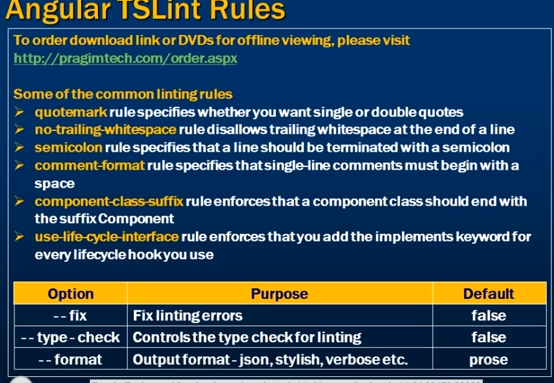 Angular TSLint Rules
To order download link or DVDs for offline viewing, please visit
http://pragimtech.com/order.aspx
Some of the common linting rules
quotemark rule specifies whether you want single or double quotes
no-trailing-whitespace rule disallows trailing whitespace at the end of a line
semicolon rule specifies that a line should be terminated with a semicolon
comment-format rule specifies that single-line comments must begin with a
space
component-class-suffix rule enforces that a component class should end with
the suffix Component
use-life-cycle-interface rule enforces that you add the implements keyword for
every lifecycle hook you use
Option Purpose Default
-- fix Fix linting errors false
-- type - check Controls the type check for linting false
-- format Output format - json, stylish, verbose etc. prose